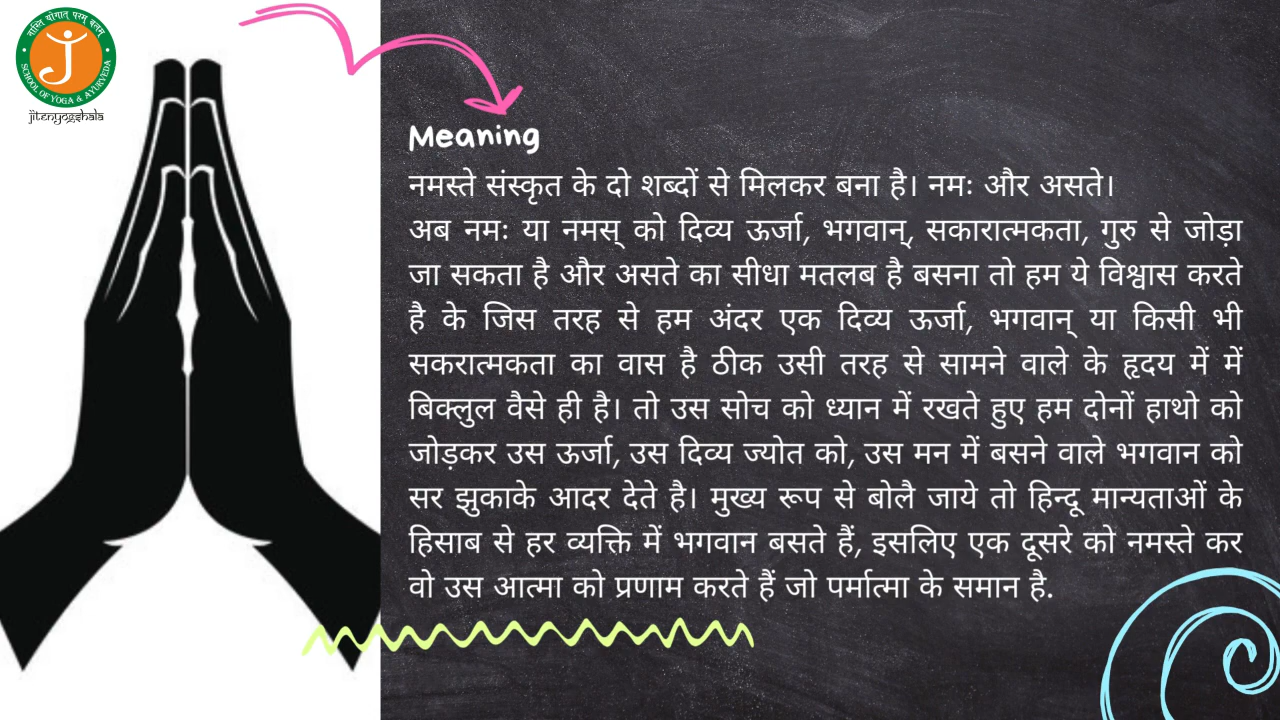 नास्ति योगात् परम् बलम्
SCHOOL OF YOGA & AYURVEDA
jitenyogshala
Meaning
नमस्ते संस्कृत के दो शब्दों से मिलकर बना है। नमः और असते।
अब नमः या नमस् को दिव्य ऊर्जा, भगवान्, सकारात्मकता, गुरु से जोड़ा
जा सकता है और असते का सीधा मतलब है बसना तो हम ये विश्वास करते
है के जिस तरह से हम अंदर एक दिव्य ऊर्जा, भगवान् या किसी भी
सकरात्मकता का वास है ठीक उसी तरह से सामने वाले के हृदय में में
बिक्लुल वैसे ही है। तो उस सोच को ध्यान में रखते हुए हम दोनों हाथो को
जोड़कर उस ऊर्जा, उस दिव्य ज्योत को, उस मन में बसने वाले भगवान को
सर झुकाके आदर देते है। मुख्य रूप से बोलै जाये तो हिन्दू मान्यताओं के
हिसाब से हर व्यक्ति में भगवान बसते हैं, इसलिए एक दूसरे को नमस्ते कर
वो उस आत्मा को प्रणाम करते हैं जो पर्मात्मा के समान है.